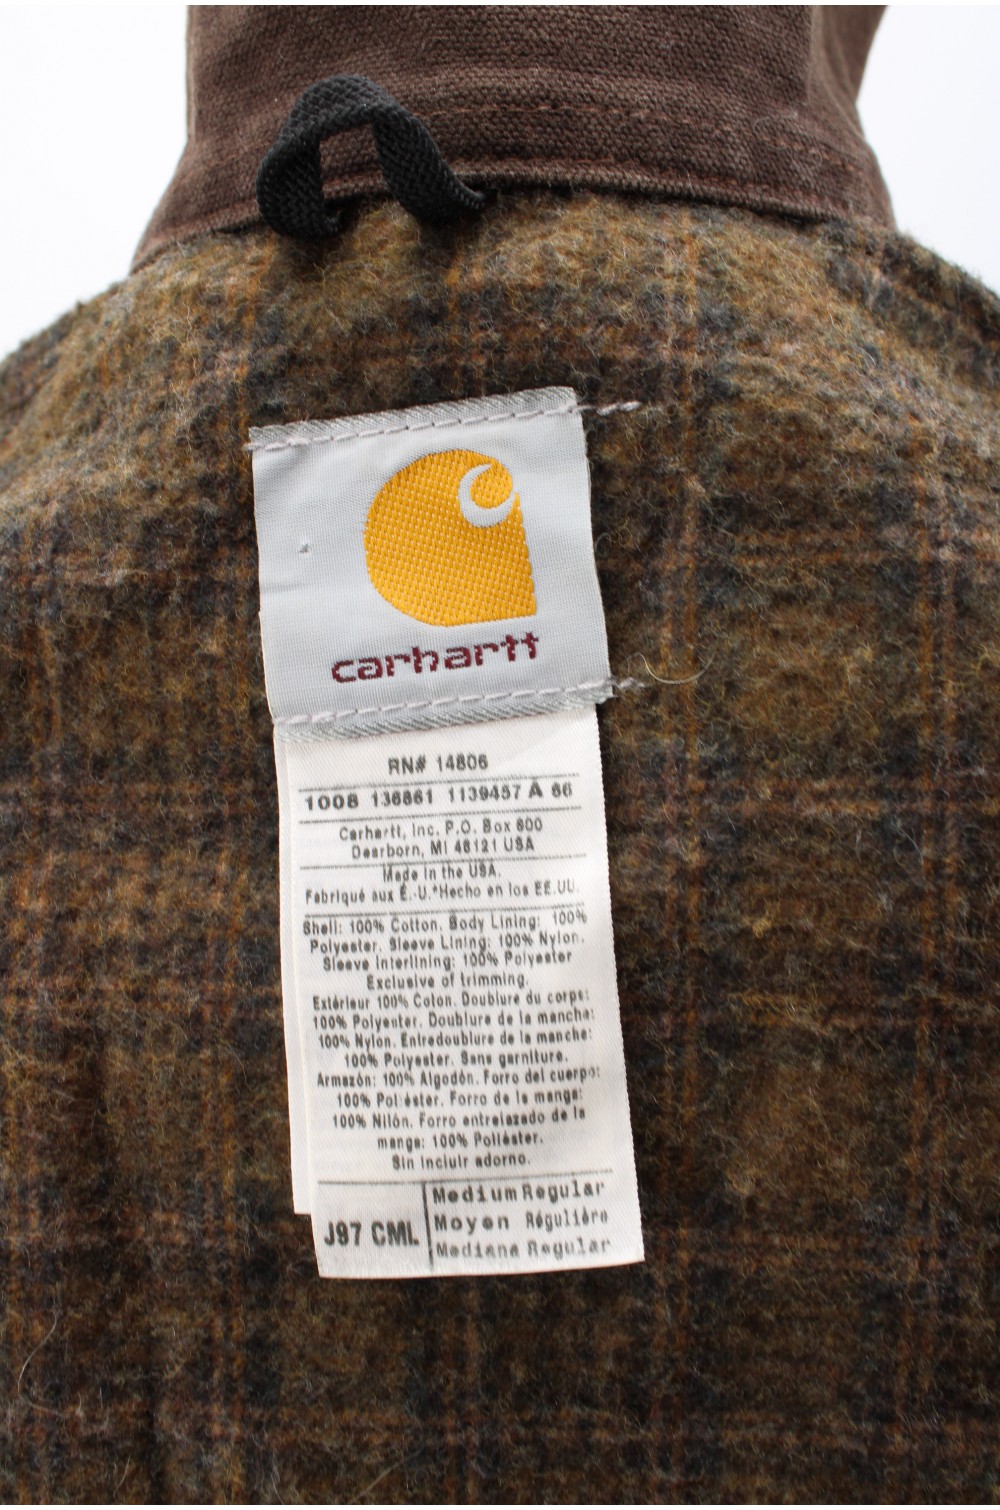 carhartt
RN# 14806
1008 136861 1139457 A 66
Carhartt, Inc. P.O. Box 600
Dearborn, MI 48121 USA
Made in the USA.
Fabriqué aux É.-U.*Hecho en los EE.UU.
Shell: 100% Cotton. Body Lining: 100%
Polyester. Sleeve Lining: 100% Nylon.
Sleeve Interlining: 100% Polyester
Exclusive of trimming.
Extérieur 100% Coton. Doublure du corps:
100% Polyester. Doublure de la manche:
100% Nylon. Entredoublure de la manche:
100% Polyester. Sans garniture.
Armazón: 100% Algodón. Forro del cuerpo:
100% Poliéster. Forro de la manga:
100% Nilón. Forro entrelazado de la
manga: 100% Poliéster.
Sin incluir adorno.
J97 CML
Medium Regular
Moyen Régulière
Mediana Regular